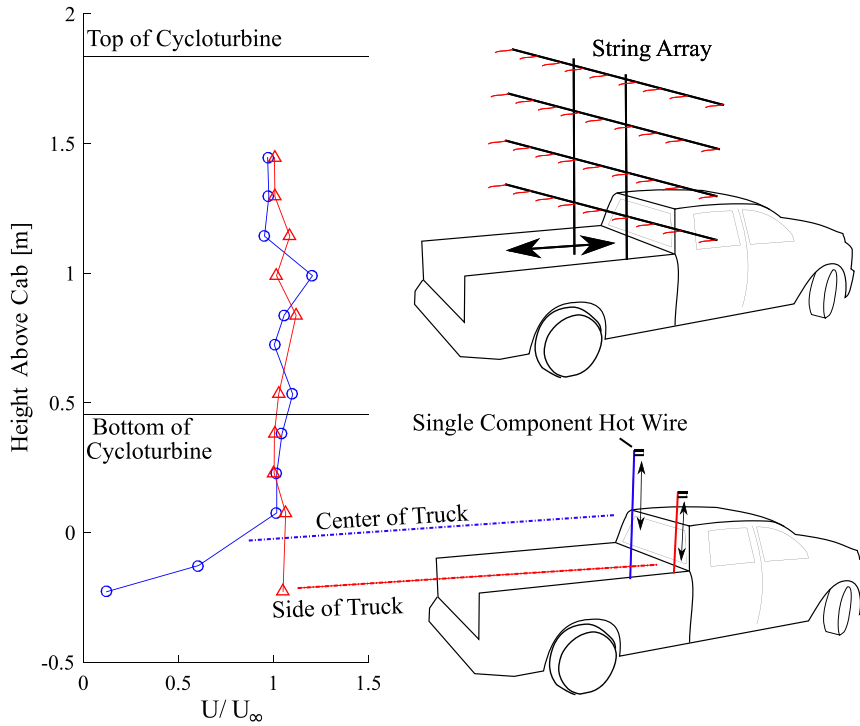 2
Top of Cycloturbine
1.5
1
0.5
Bottom of
Cycloturbine
0
-0.5
0
0.5
1
1.5
Height Above Cab [m]
U/ U∞
String Array
Single Component Hot Wire
Center of Truck
Side of Truck